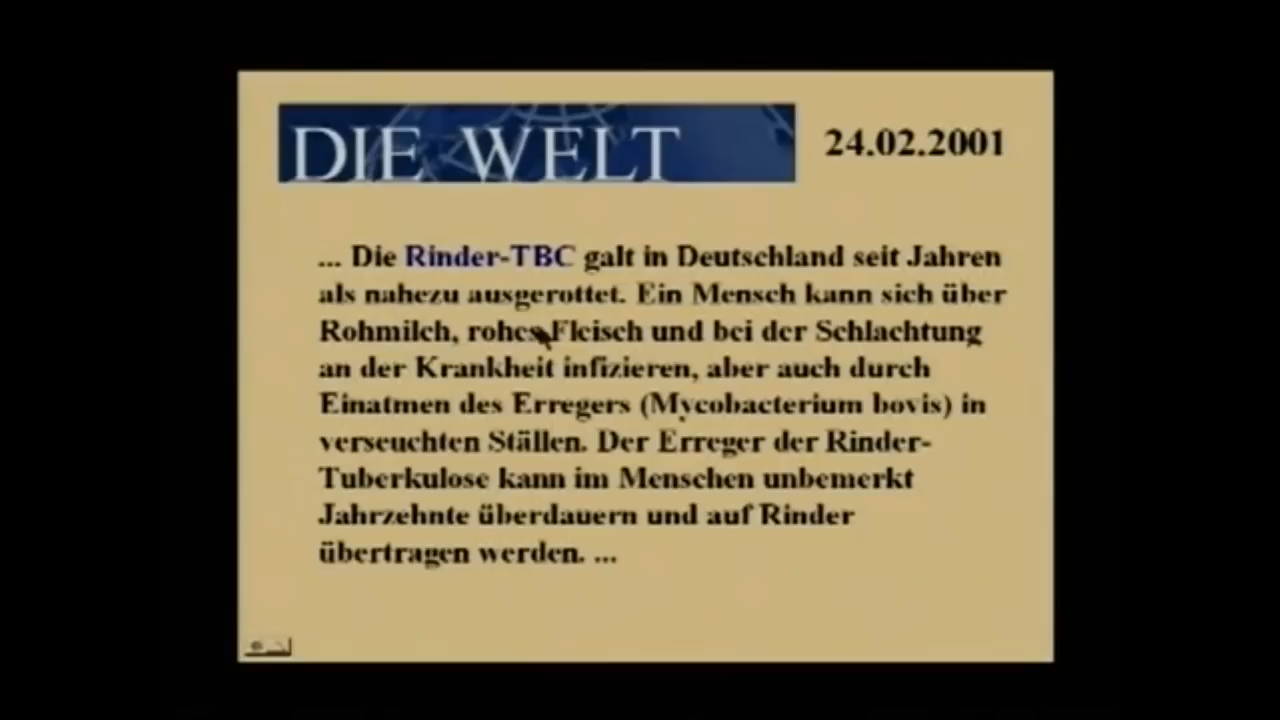 DIE WELT
24.02.2001
... Die Rinder-TBC galt in Deutschland seit Jahren
als nahezu ausgerottet. Ein Mensch kann sich über
Rohmilch, rohes Fleisch und bei der Schlachtung
an der Krankheit infizieren, aber auch durch
Einatmen des Erregers (Mycobacterium bovis) in
verseuchten Ställen. Der Erreger der Rinder-
Tuberkulose kann im Menschen unbemerkt
Jahrzehnte überdauern und auf Rinder
übertragen werden. ...